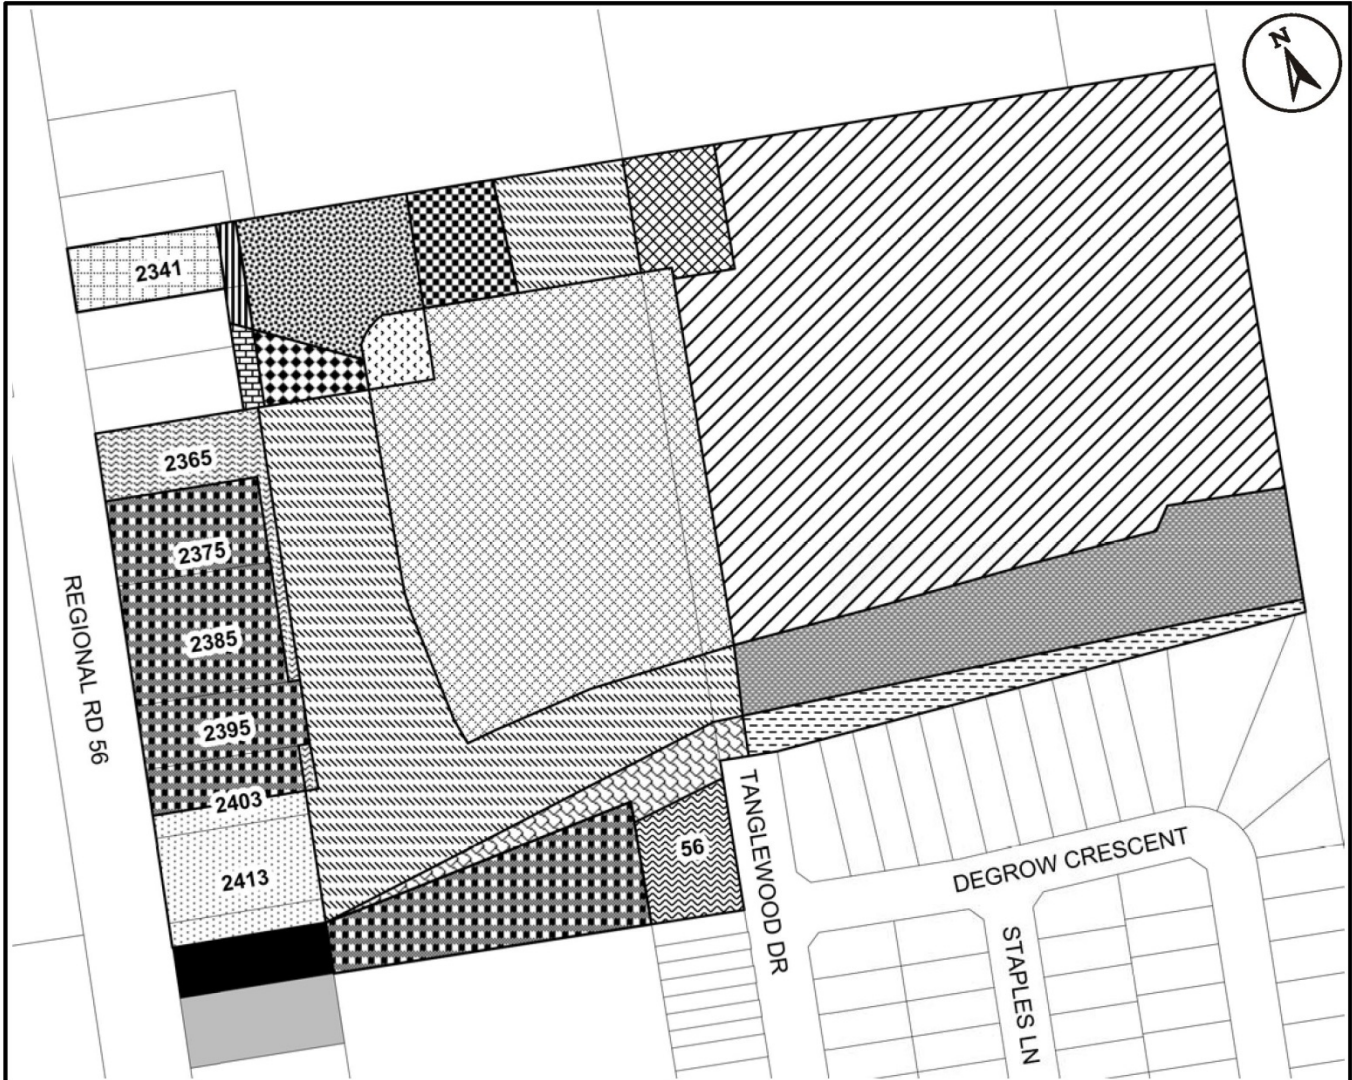 N
2341
2365
2375
2385
2395
2403
2413
REGIONAL RD 56
56
TANGLEWOOD DR
DEGROW CRESCENT
STAPLES LN